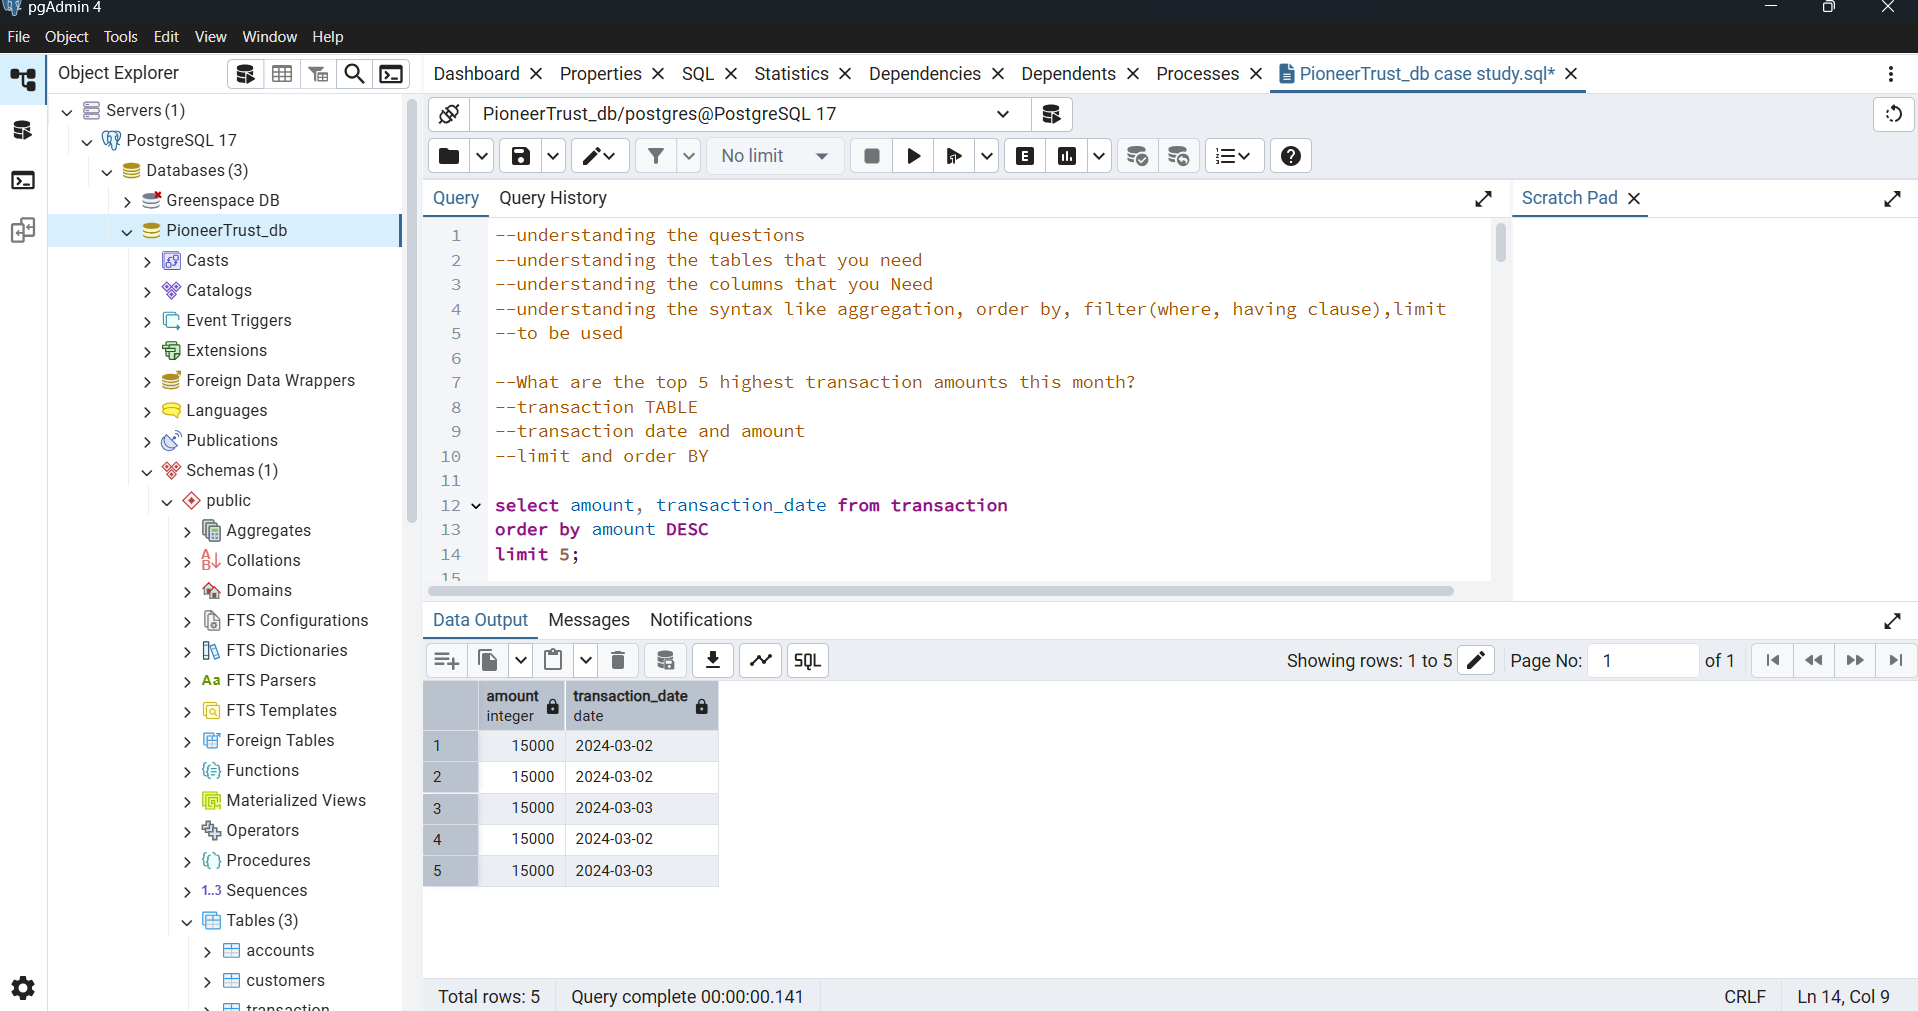 pgAdmin 4
File Object Tools Edit View Window Help
Object Explorer
Dashboard Properties SQL Statistics Dependencies Dependents Processes PioneerTrust_db case study.sql*
Servers (1)
PostgreSQL 17
Databases (3)
Greenspace DB
PioneerTrust_db
Casts
Catalogs
Event Triggers
Extensions
Foreign Data Wrappers
Languages
Publications
Schemas (1)
public
Aggregates
Collations
Domains
FTS Configurations
FTS Dictionaries
Aa FTS Parsers
FTS Templates
Foreign Tables
Functions
Materialized Views
Operators
Procedures
1..3 Sequences
Tables (3)
accounts
customers
transaction
PioneerTrust_db/postgres@PostgreSQL 17
No limit
E
Query Query History
Scratch Pad
1 --understanding the questions
2 --understanding the tables that you need
3 --understanding the columns that you Need
4 --understanding the syntax like aggregation, order by, filter(where, having clause),limit
5 --to be used
6
7 --What are the top 5 highest transaction amounts this month?
8 --transaction TABLE
9 --transaction date and amount
10 --limit and order BY
11
12 select amount, transaction_date from transaction
13 order by amount DESC
14 limit 5;
15
Data Output Messages Notifications
SQL
Showing rows: 1 to 5 Page No: 1 of 1
amount transaction_date
integer date
1 15000 2024-03-02
2 15000 2024-03-02
3 15000 2024-03-03
4 15000 2024-03-02
5 15000 2024-03-03
Total rows: 5 Query complete 00:00:00.141 CRLF Ln 14, Col 9